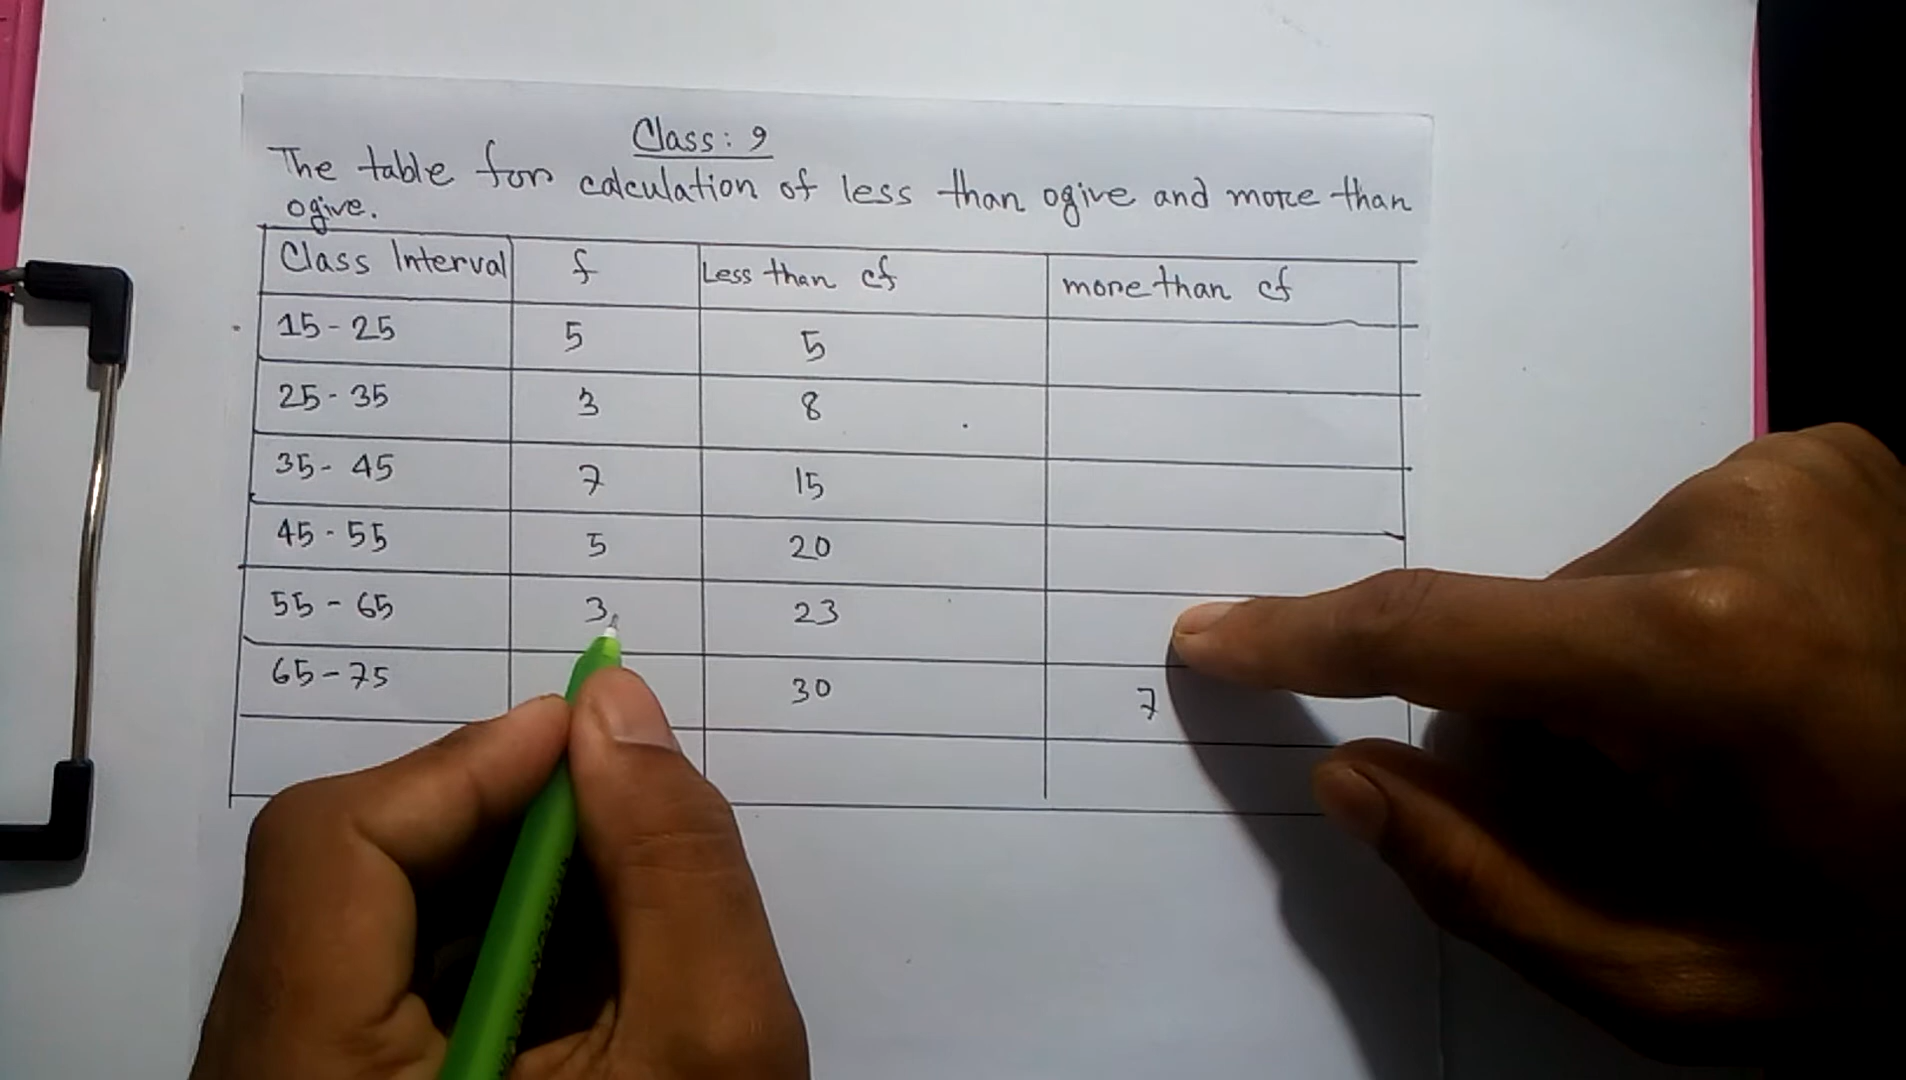 Class: 9
The table for calculation of less than ogive and more than
ogive.
Class Interval f Less than cf more than cf
15-25 5 5
25-35 3 8
35-45 7 15
45-55 5 20
55-65 3 23
65-75 30 7